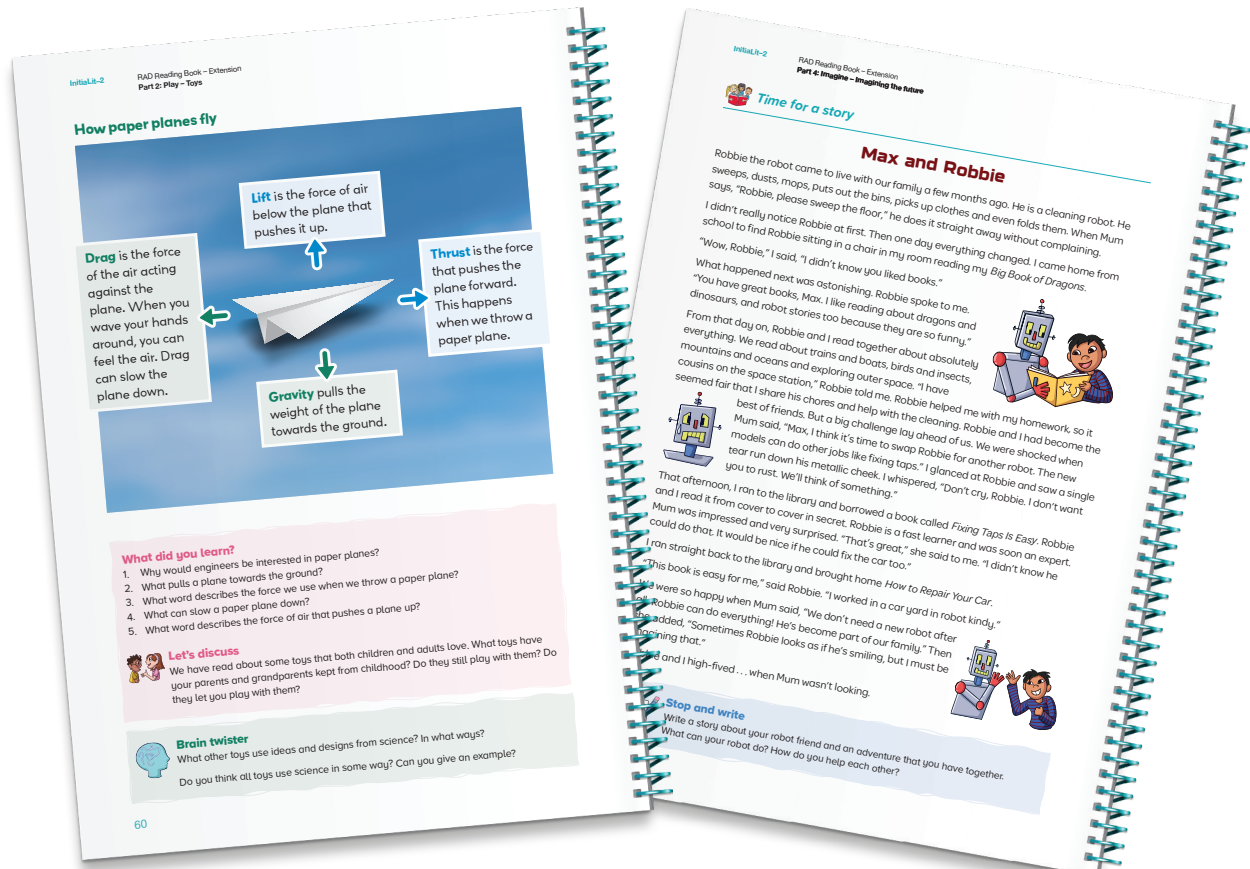 InitiaLit–2
RAD Reading Book – Extension
Part 2: Play – Toys
How paper planes fly
Lift is the force of air
below the plane that
pushes it up.
Drag is the force
of the air acting
against the
plane. When you
wave your hands
around, you can
feel the air. Drag
can slow the
plane down.
Thrust is the force
that pushes the
plane forward.
This happens
when we throw a
paper plane.
Gravity pulls the
weight of the plane
towards the ground.
What did you learn?
1. Why would engineers be interested in paper planes?
2. What pulls a plane towards the ground?
3. What word describes the force we use when we throw a paper plane?
4. What can slow a paper plane down?
5. What word describes the force of air that pushes a plane up?
Let's discuss
We have read about some toys that both children and adults love. What toys have
your parents and grandparents kept from childhood? Do they still play with them? Do
they let you play with them?
Brain twister
What other toys use ideas and designs from science? In what ways?
Do you think all toys use science in some way? Can you give an example?
60
InitiaLit–2
RAD Reading Book – Extension
Part 4: Imagine – Imagining the future
Time for a story
Max and Robbie
Robbie the robot came to live with our family a few months ago. He is a cleaning robot. He
sweeps, dusts, mops, puts out the bins, picks up clothes and even folds them. When Mum
says, "Robbie, please sweep the floor," he does it straight away without complaining.
I didn't really notice Robbie at first. Then one day everything changed. I came home from
school to find Robbie sitting in a chair in my room reading my Big Book of Dragons.
"Wow, Robbie," I said, "I didn't know you liked books."
What happened next was astonishing. Robbie spoke to me.
"You have great books, Max. I like reading about dragons and
dinosaurs, and robot stories too because they are so funny."
From that day on, Robbie and I read together about absolutely
everything. We read about trains and boats, birds and insects,
mountains and oceans and exploring outer space. "I have
cousins on the space station," Robbie told me. Robbie helped me with my homework, so it
seemed fair that I share his chores and help with the cleaning. Robbie and I had become the
best of friends. But a big challenge lay ahead of us. We were shocked when
Mum said, "Max, I think it's time to swap Robbie for another robot. The new
models can do other jobs like fixing taps." I glanced at Robbie and saw a single
tear run down his metallic cheek. I whispered, "Don't cry, Robbie. I don't want
you to rust. We'll think of something."
That afternoon, I ran to the library and borrowed a book called Fixing Taps Is Easy. Robbie
and I read it from cover to cover in secret. Robbie is a fast learner and was soon an expert.
Mum was impressed and very surprised. "That's great," she said to me. "I didn't know he
could do that. It would be nice if he could fix the car too."
I ran straight back to the library and brought home How to Repair Your Car.
"This book is easy for me," said Robbie. "I worked in a car yard in robot kindy."
We were so happy when Mum said, "We don't need a new robot after
Robbie can do everything! He's become part of our family." Then
added, "Sometimes Robbie looks as if he's smiling, but I must be
that."
and I high-fived . . . when Mum wasn't looking.
Stop and write
Write a story about your robot friend and an adventure that you have together.
What can your robot do? How do you help each other?